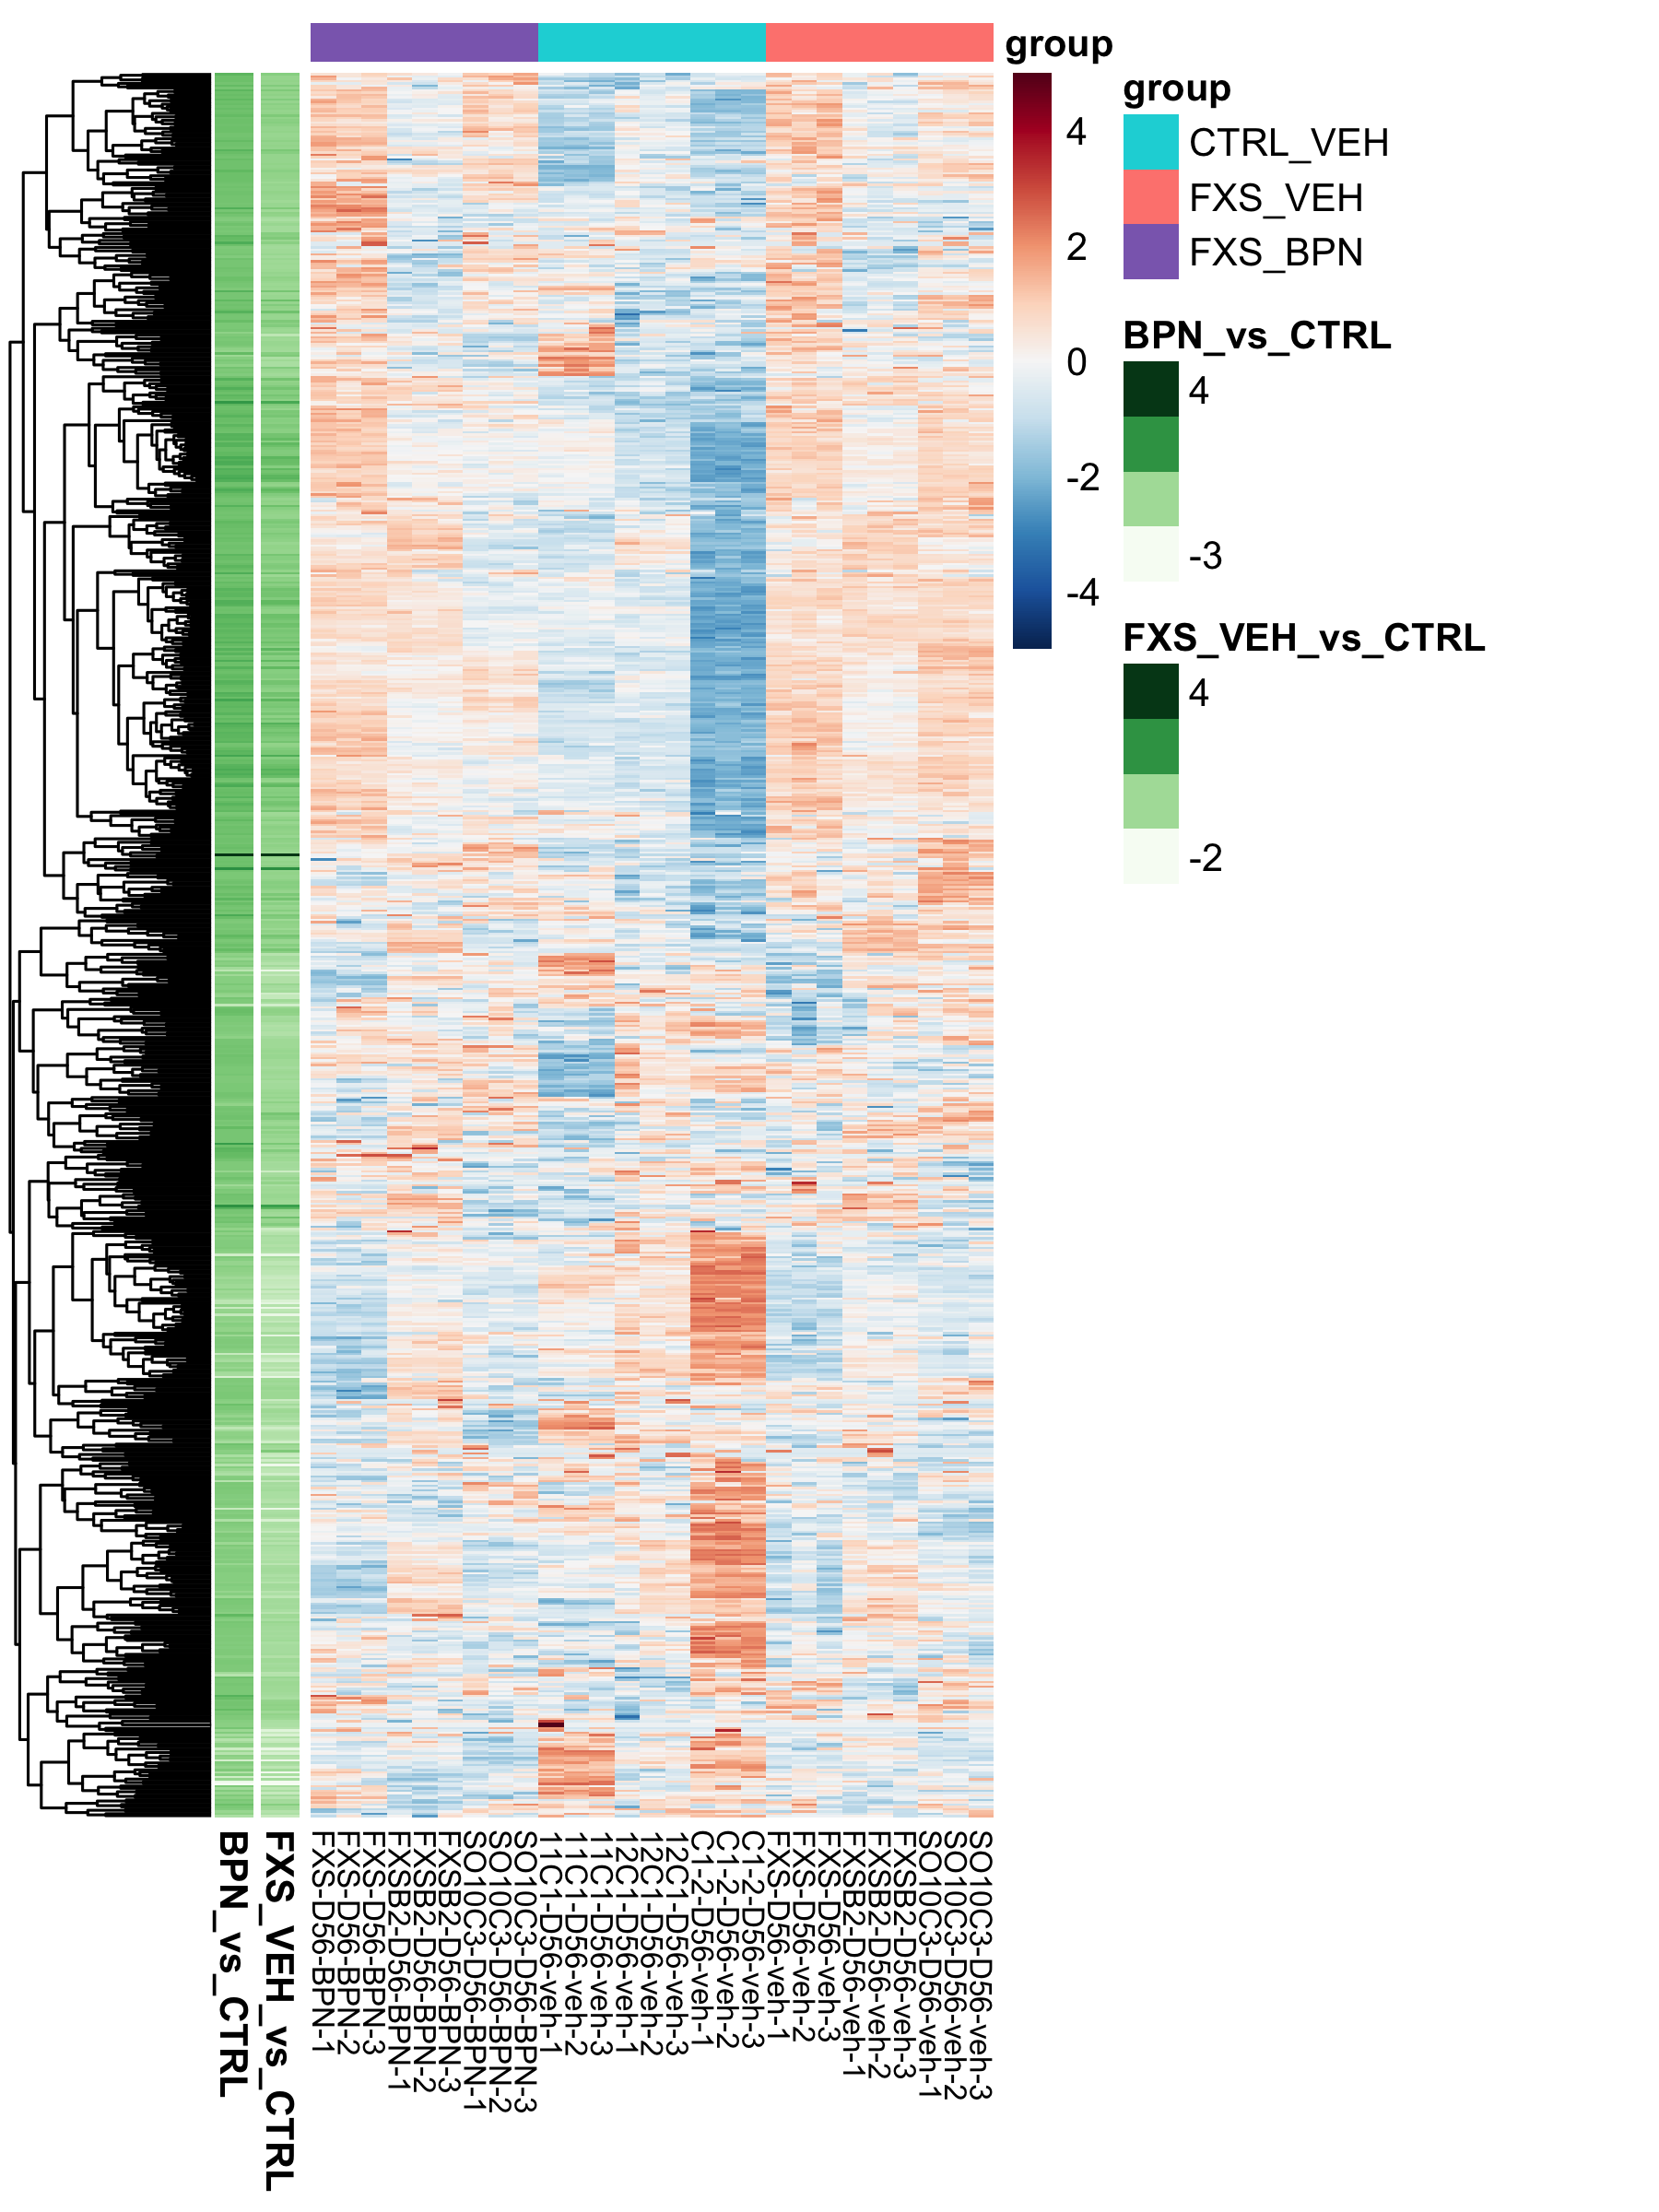 group
4
2
0
-2
-4
group
CTRL_VEH
FXS_VEH
FXS_BPN
BPN_vs_CTRL
4
-3
FXS_VEH_vs_CTRL
4
-2
BPN_vs_CTRL
FXS_VEH_vs_CTRL
FXS-D56-BPN-1
FXS-D56-BPN-2
FXS-D56-BPN-3
FXSB2-D56-BPN-1
FXSB2-D56-BPN-2
FXSB2-D56-BPN-3
SO10C3-D56-BPN-1
SO10C3-D56-BPN-2
SO10C3-D56-BPN-3
11C1-D56-veh-1
11C1-D56-veh-2
11C1-D56-veh-3
12C1-D56-veh-1
12C1-D56-veh-2
12C1-D56-veh-3
C1-2-D56-veh-1
C1-2-D56-veh-2
C1-2-D56-veh-3
FXS-D56-veh-1
FXS-D56-veh-2
FXS-D56-veh-3
FXSB2-D56-veh-1
FXSB2-D56-veh-2
FXSB2-D56-veh-3
SO10C3-D56-veh-1
SO10C3-D56-veh-2
SO10C3-D56-veh-3